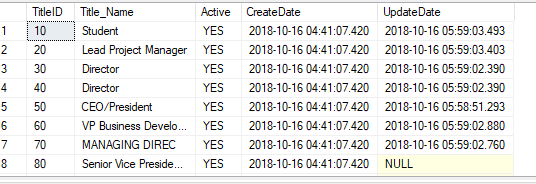 TitleID Title_Name Active CreateDate UpdateDate
1 10 Student YES 2018-10-16 04:41:07.420 2018-10-16 05:59:03.493
2 20 Lead Project Manager YES 2018-10-16 04:41:07.420 2018-10-16 05:59:03.403
3 30 Director YES 2018-10-16 04:41:07.420 2018-10-16 05:59:02.390
4 40 Director YES 2018-10-16 04:41:07.420 2018-10-16 05:59:02.390
5 50 CEO/President YES 2018-10-16 04:41:07.420 2018-10-16 05:58:51.293
6 60 VP Business Develo... YES 2018-10-16 04:41:07.420 2018-10-16 05:59:02.880
7 70 MANAGING DIREC YES 2018-10-16 04:41:07.420 2018-10-16 05:59:02.760
8 80 Senior Vice Preside... YES 2018-10-16 04:41:07.420 NULL